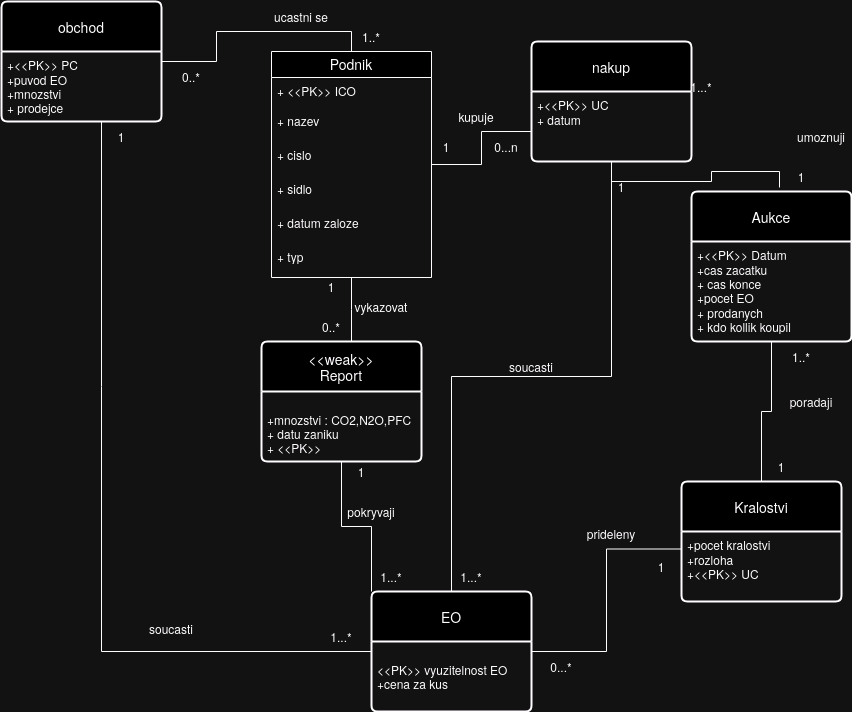 obchod
+<<PK>> PC
+puvod EO
+mnozstvi
+ prodejce
ucastni se
0..*
1..*
1
Podnik
+ <<PK>> ICO
+ nazev
+ cislo
+ sidlo
+ datum zaloze
+ typ
kupuje
1
0...n
nakup
+<<PK>> UC
+ datum
1...*
umoznuji
1
1
Aukce
+<<PK>> Datum
+cas zacatku
+ cas konce
+pocet EO
+ prodanych
+ kdo kollik koupil
1
vykazovat
0..*
<<weak>>
Report
+mnozstvi : CO2,N2O,PFC
+ datu zaniku
+ <<PK>>
soucasti
1..*
poradaji
1
Kralostvi
+pocet kralostvi
+rozloha
+<<PK>> UC
1
pokryvaji
1...*
1...*
prideleny
1
0...*
soucasti
1...*
EO
<<PK>> vyuzitelnost EO
+cena za kus